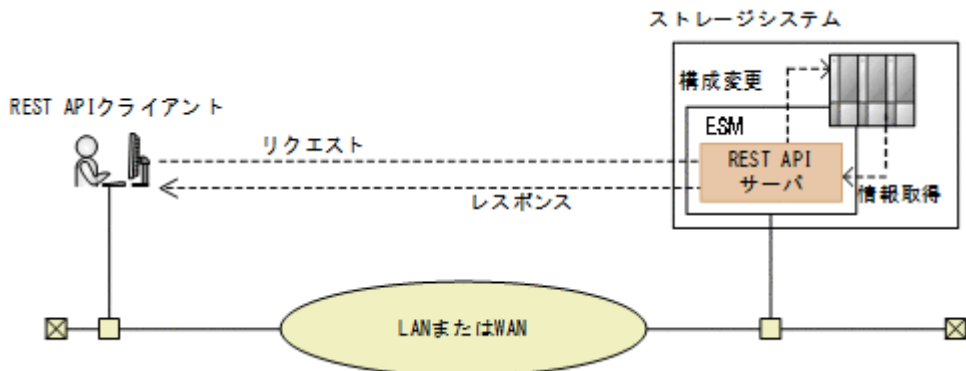 ストレージシステム
構成変更
REST APIクライアント
ESM
リクエスト
REST API
サーバ
情報取得
レスポンス
LANまたはWAN